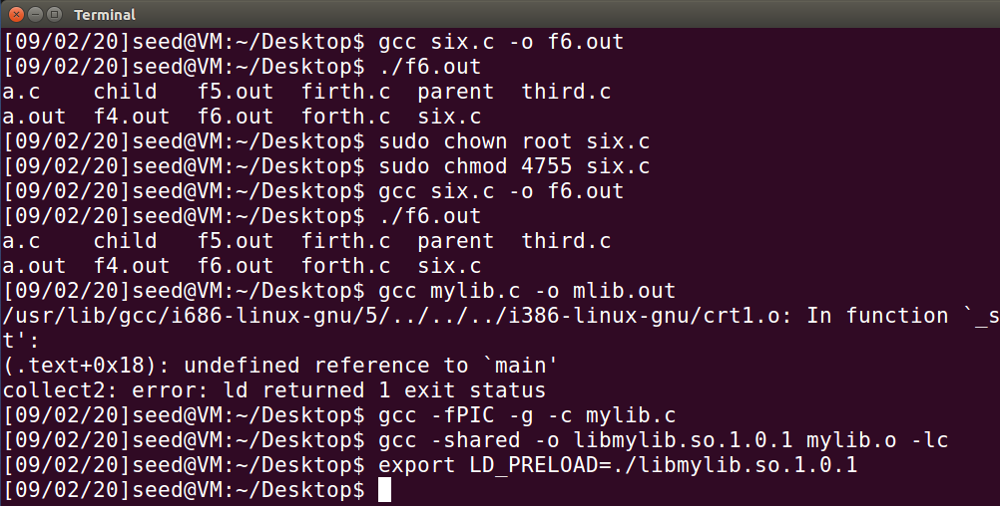 Terminal
[09/02/20]seed@VM:~/Desktop$ gcc six.c -o f6.out
[09/02/20]seed@VM:~/Desktop$ ./f6.out
a.c    child   f5.out  firth.c  parent  third.c
a.out  f4.out  f6.out  forth.c  six.c
[09/02/20]seed@VM:~/Desktop$ sudo chown root six.c
[09/02/20]seed@VM:~/Desktop$ sudo chmod 4755 six.c
[09/02/20]seed@VM:~/Desktop$ gcc six.c -o f6.out
[09/02/20]seed@VM:~/Desktop$ ./f6.out
a.c    child   f5.out  firth.c  parent  third.c
a.out  f4.out  f6.out  forth.c  six.c
[09/02/20]seed@VM:~/Desktop$ gcc mylib.c -o mlib.out
/usr/lib/gcc/i686-linux-gnu/5/../../../i386-linux-gnu/crt1.o: In function `_s
t':
(.text+0x18): undefined reference to `main'
collect2: error: ld returned 1 exit status
[09/02/20]seed@VM:~/Desktop$ gcc -fPIC -g -c mylib.c
[09/02/20]seed@VM:~/Desktop$ gcc -shared -o libmylib.so.1.0.1 mylib.o -lc
[09/02/20]seed@VM:~/Desktop$ export LD_PRELOAD=./libmylib.so.1.0.1
[09/02/20]seed@VM:~/Desktop$